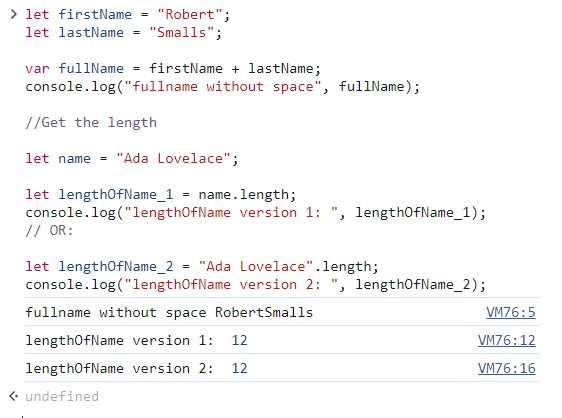 let firstName = "Robert";
let lastName = "Smalls";
var fullName = firstName + lastName;
console.log("fullname without space", fullName);
//Get the length
let name = "Ada Lovelace";
let lengthOfName_1 = name.length;
console.log("lengthOfName version 1: ", lengthOfName_1);
// OR:
let lengthOfName_2 = "Ada Lovelace".length;
console.log("lengthOfName version 2: ", lengthOfName_2);
fullname without space RobertSmalls VM76:5
lengthOfName version 1:  12 VM76:12
lengthOfName version 2:  12 VM76:16
undefined